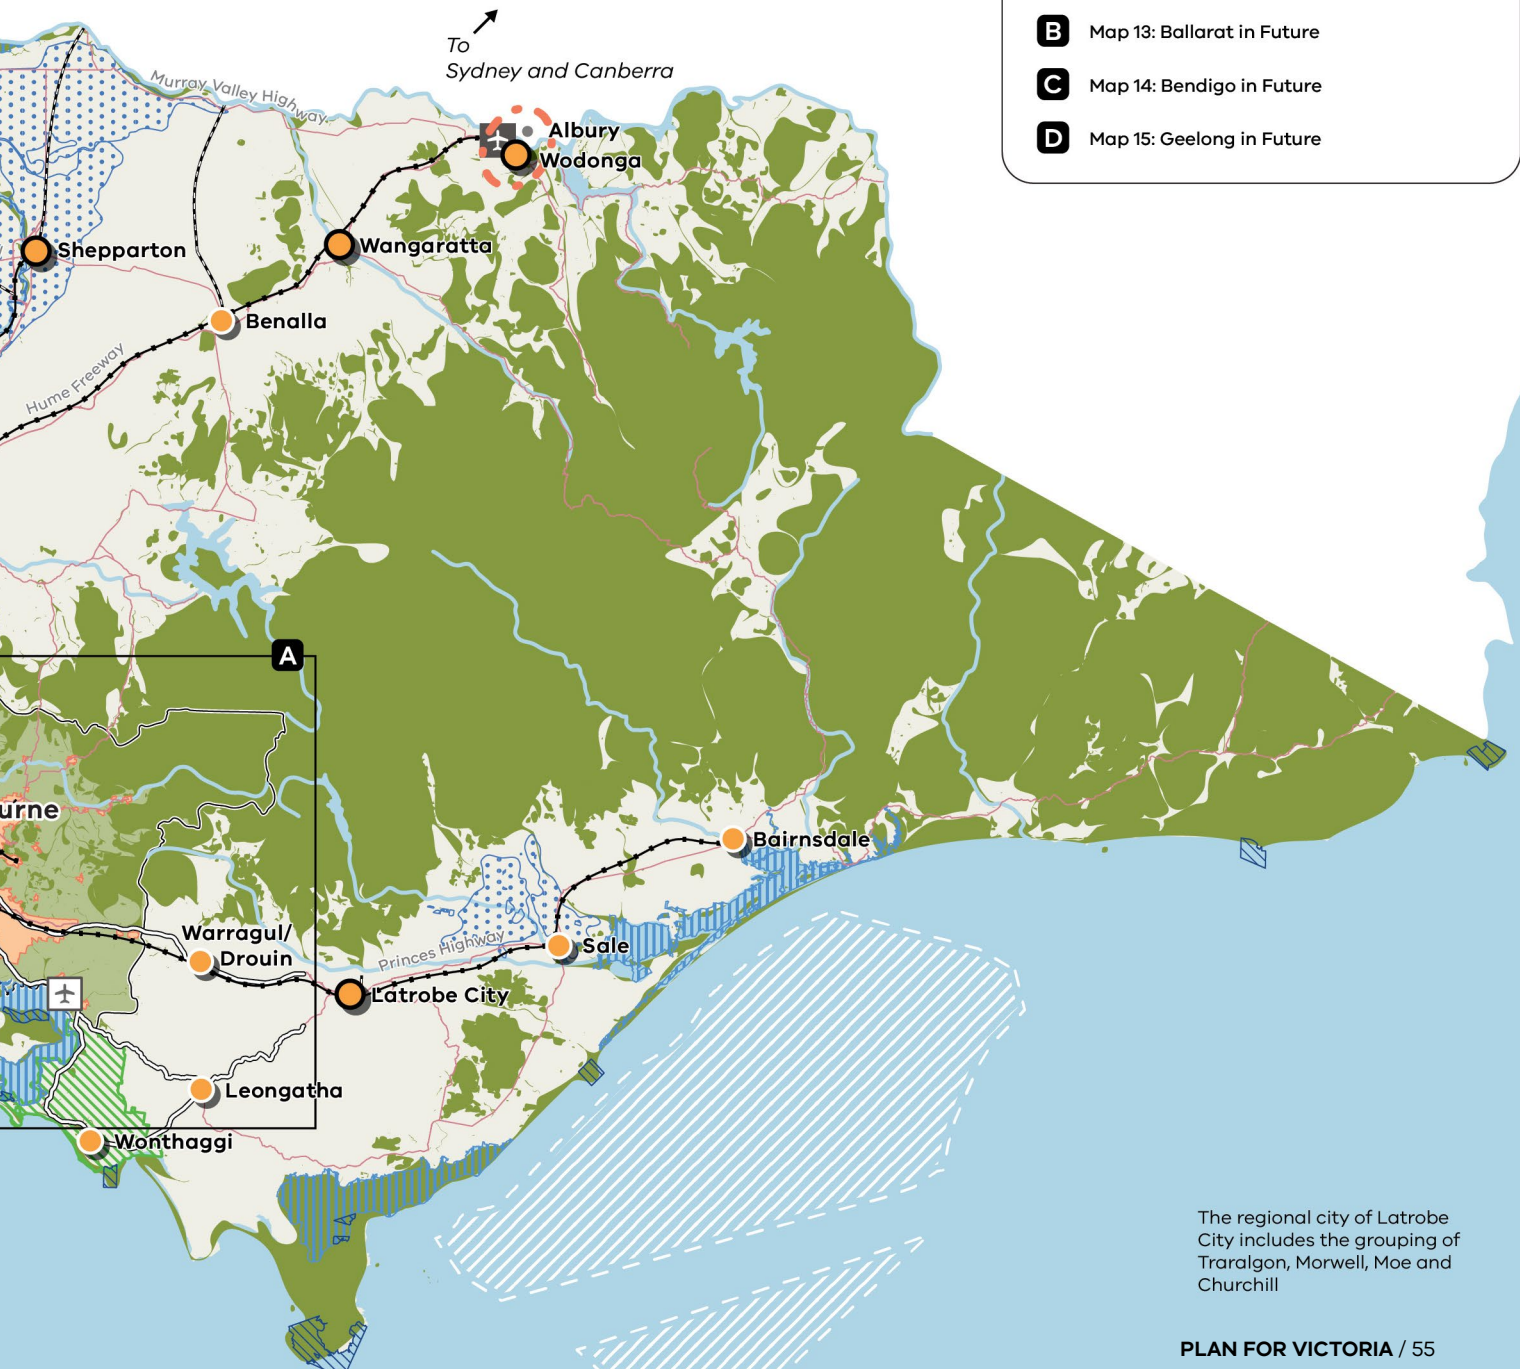 B Map 13: Ballarat in Future
C Map 14: Bendigo in Future
D Map 15: Geelong in Future
To
Sydney and Canberra
Murray Valley Highway
Albury
Wodonga
Shepparton
Wangaratta
Benalla
Hume Freeway
A
urne
Bairnsdale
Warragul/
Drouin
Princes Highway
Sale
Latrobe City
Leongatha
Wonthaggi
The regional city of Latrobe
City includes the grouping of
Traralgon, Morwell, Moe and
Churchill
PLAN FOR VICTORIA / 55